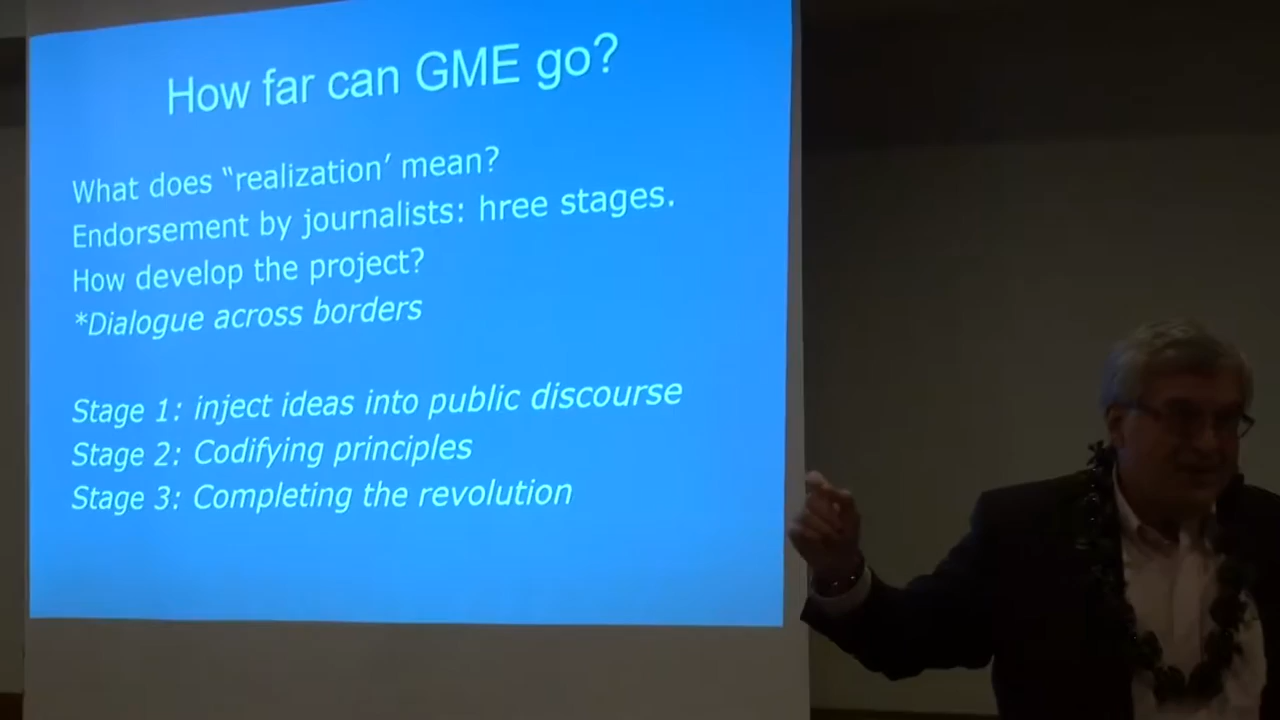 How far can GME go?
What does “realization’ mean?
Endorsement by journalists: hree stages.
How develop the project?
*Dialogue across borders
Stage 1: inject ideas into public discourse
Stage 2: Codifying principles
Stage 3: Completing the revolution